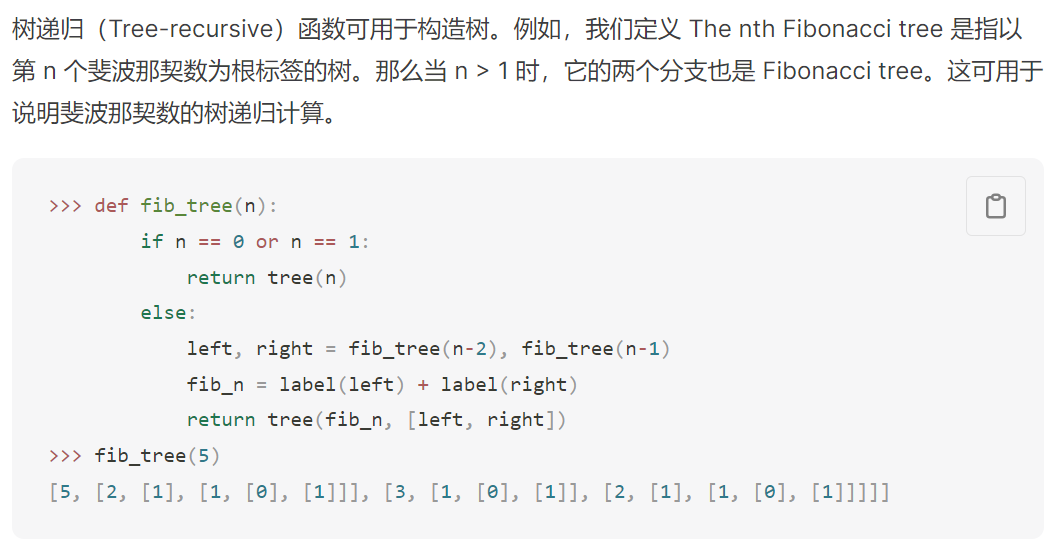 树递归（Tree-recursive）函数可用于构造树。例如，我们定义 The nth Fibonacci tree 是指以
第 n 个斐波那契数为根标签的树。那么当 n > 1 时，它的两个分支也是 Fibonacci tree。这可用于
说明斐波那契数的树递归计算。
>>> def fib_tree(n):
        if n == 0 or n == 1:
            return tree(n)
        else:
            left, right = fib_tree(n-2), fib_tree(n-1)
            fib_n = label(left) + label(right)
            return tree(fib_n, [left, right])
>>> fib_tree(5)
[5, [2, [1], [1, [0], [1]]], [3, [1, [0], [1]], [2, [1], [1, [0], [1]]]]]